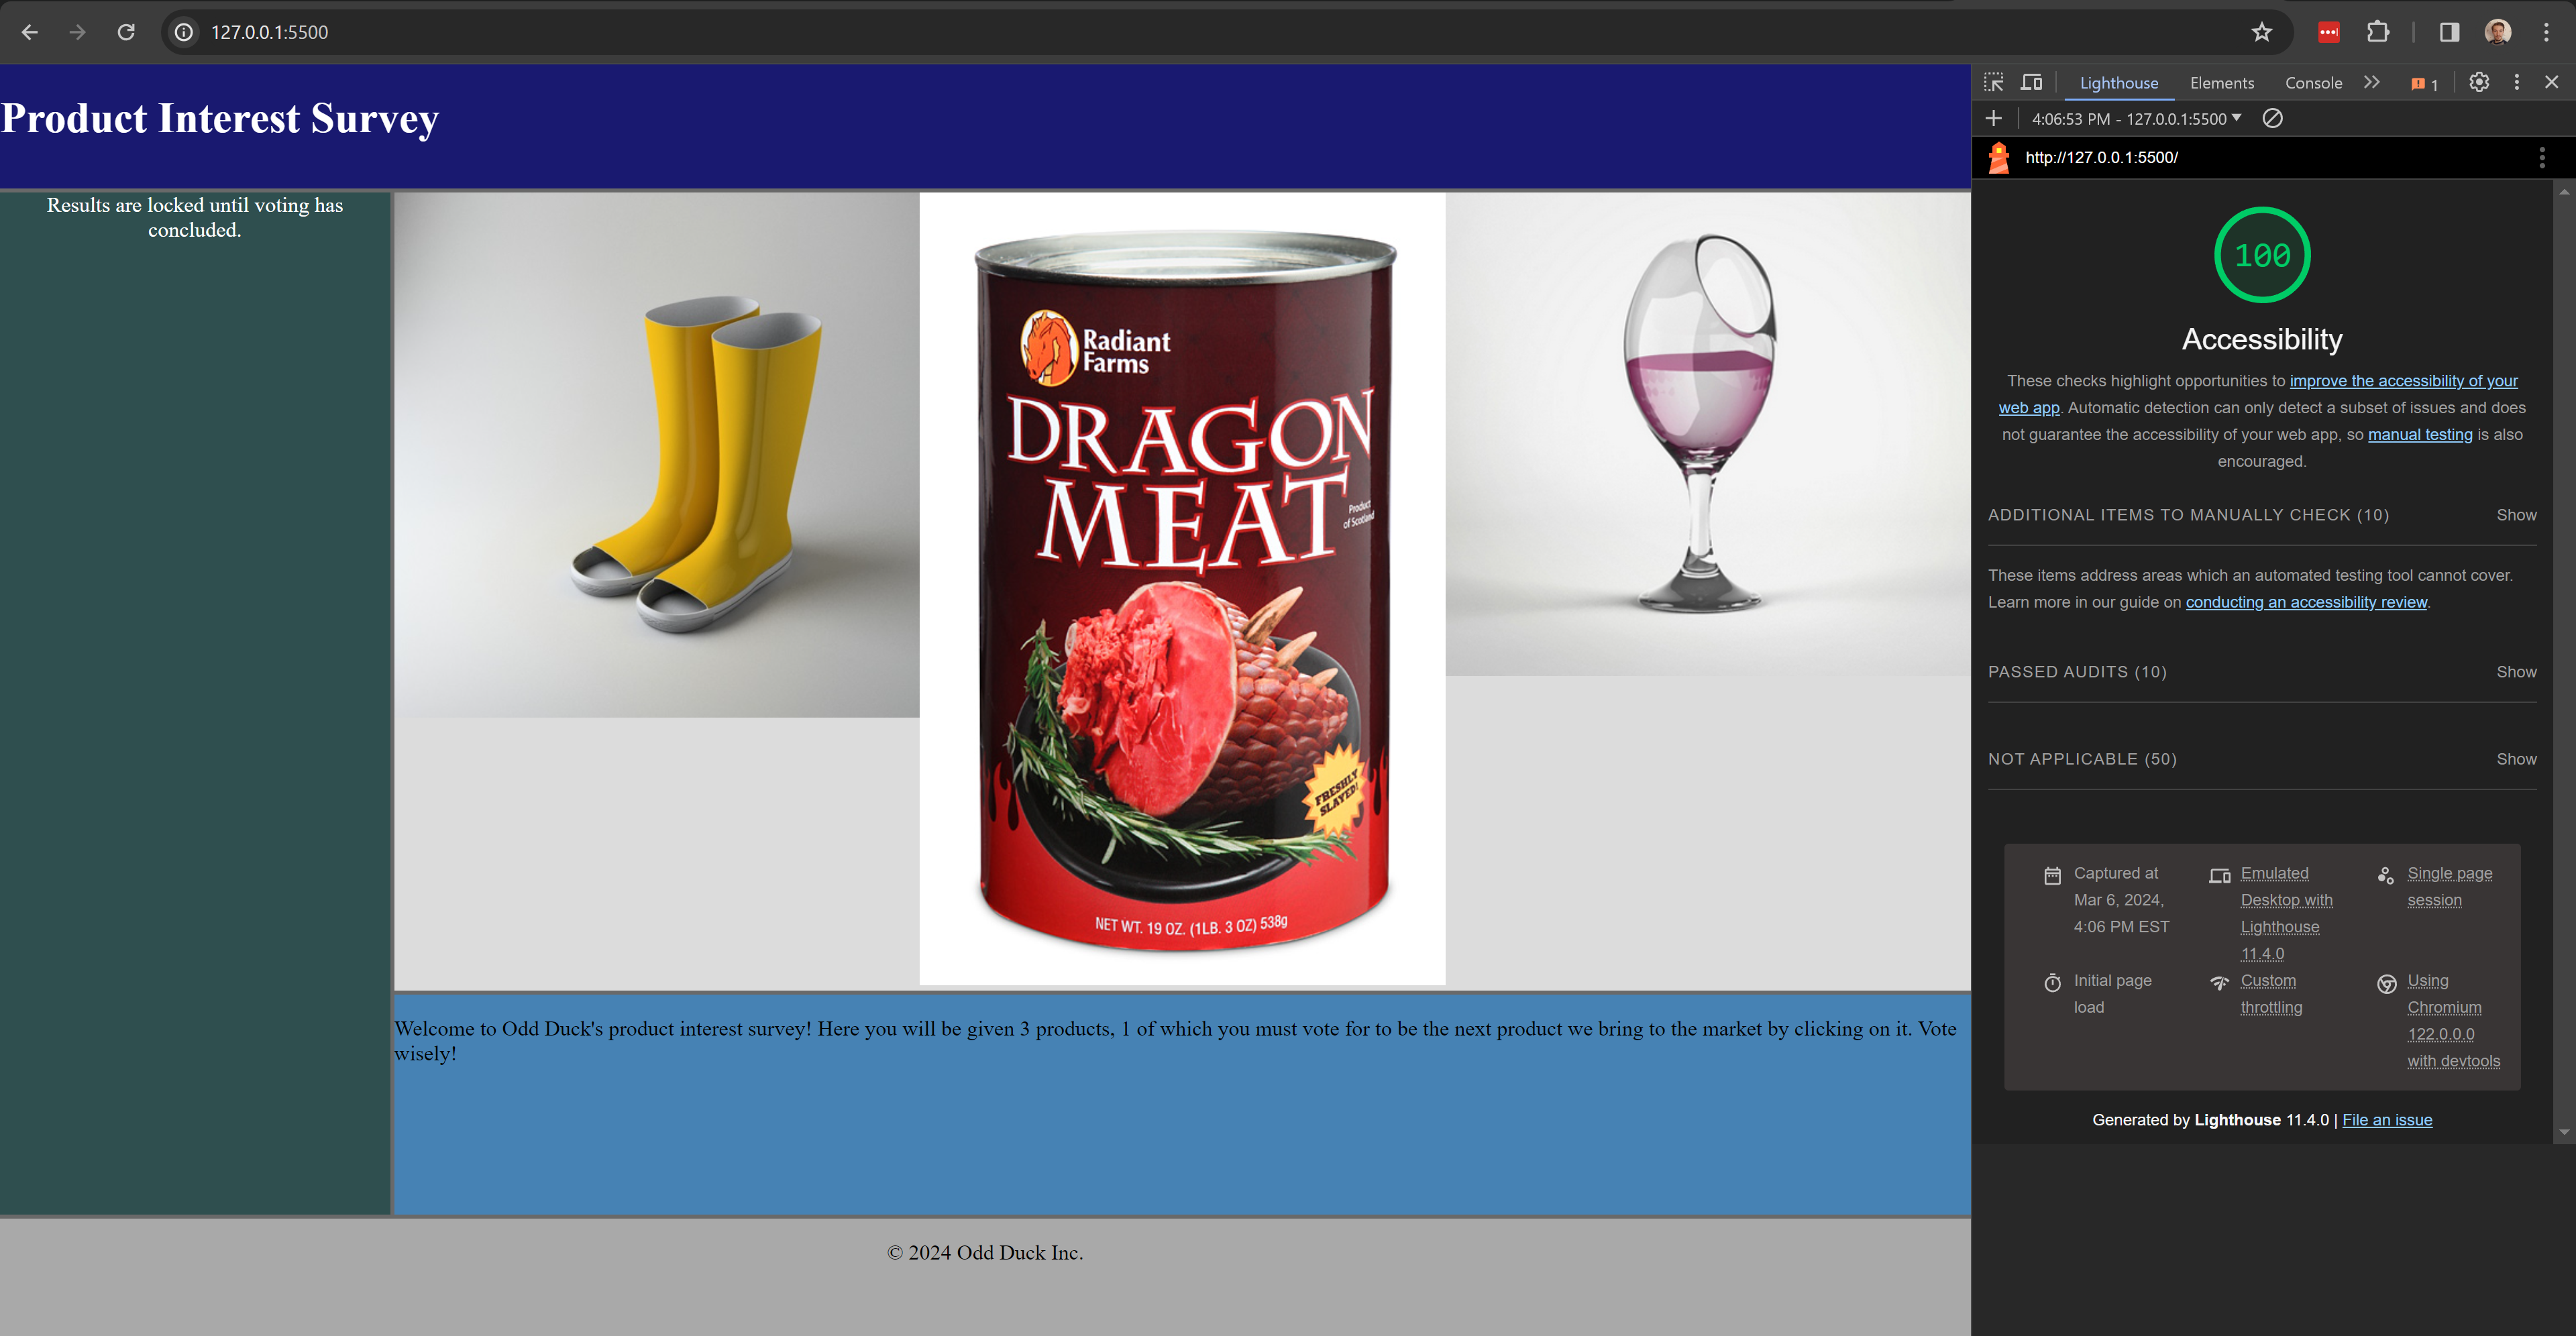 127.0.0.1:5500
Product Interest Survey
Results are locked until voting has
concluded.
Radiant
Farms
DRAGON
MEAT
Product
of Scotland
FRESHLY
SLAYED!
NET WT. 19 OZ. (1LB. 3 OZ) 538g
Welcome to Odd Duck's product interest survey! Here you will be given 3 products, 1 of which you must vote for to be the next product we bring to the market by clicking on it. Vote
wisely!
© 2024 Odd Duck Inc.
Lighthouse Elements Console 1
4:06:53 PM - 127.0.0.1:5500
http://127.0.0.1:5500/
100
Accessibility
These checks highlight opportunities to improve the accessibility of your
web app. Automatic detection can only detect a subset of issues and does
not guarantee the accessibility of your web app, so manual testing is also
encouraged.
ADDITIONAL ITEMS TO MANUALLY CHECK (10) Show
These items address areas which an automated testing tool cannot cover.
Learn more in our guide on conducting an accessibility review.
PASSED AUDITS (10) Show
NOT APPLICABLE (50) Show
Captured at
Mar 6, 2024,
4:06 PM EST
Emulated
Desktop with
Lighthouse
11.4.0
Single page
session
Initial page
load
Custom
throttling
Using
Chromium
122.0.0.0
with devtools
Generated by Lighthouse 11.4.0 | File an issue